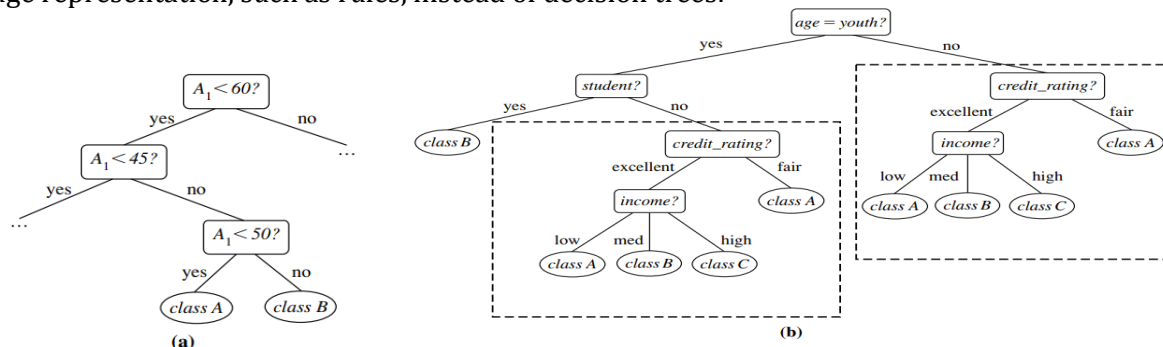 age representation, such as rules, instead of decision trees.
age = youth?
yes
no
A1 < 60?
student?
credit_rating?
yes
no
yes
no
excellent
fair
A1 < 45?
...
class B
credit_rating?
income?
class A
yes
no
excellent
fair
low
med
high
...
A1 < 50?
income?
class A
class A
class B
class C
yes
no
low
med
high
class A
class B
class C
class A
class B
(a)
(b)